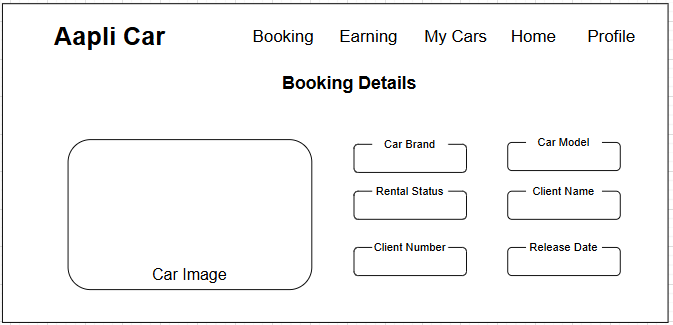 Aapli Car Booking Earning My Cars Home Profile
Booking Details
Car Brand Car Model
Rental Status Client Name
Client Number Release Date
Car Image